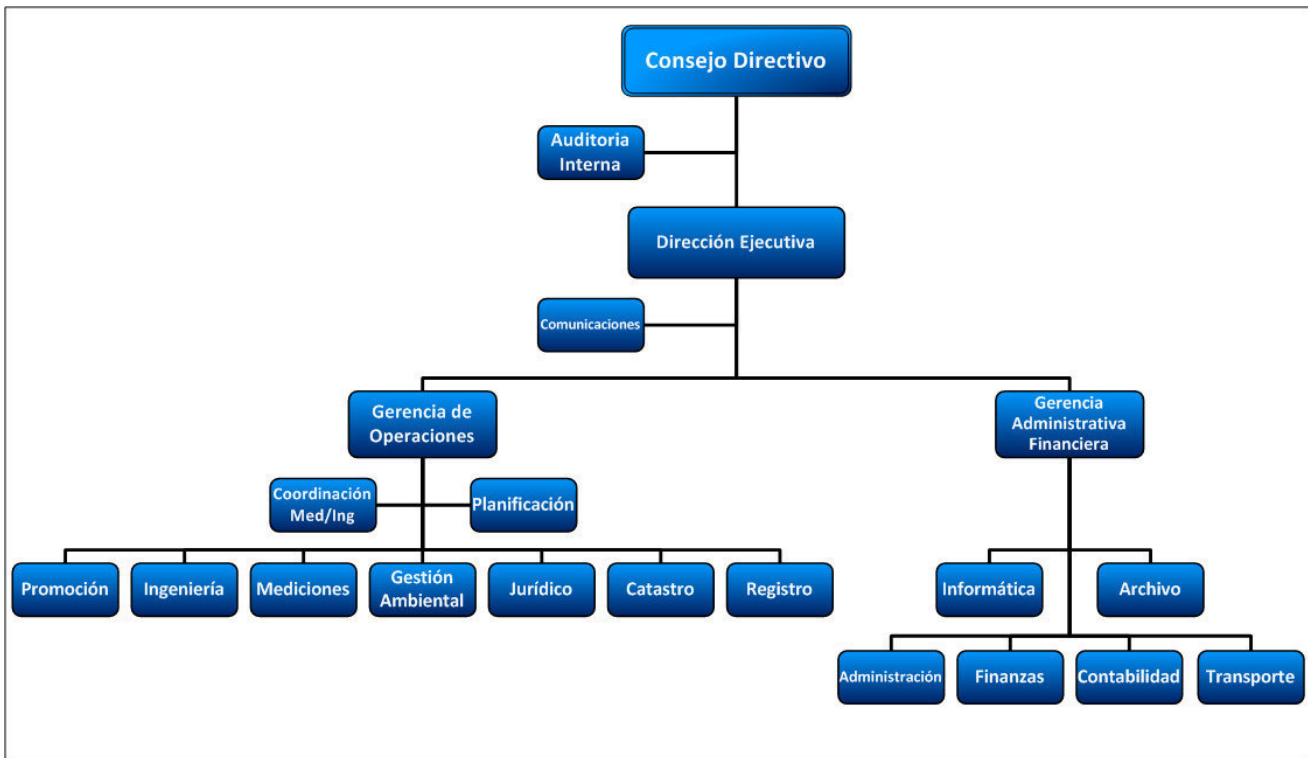 Consejo Directivo
Auditoria
Interna
Dirección Ejecutiva
Comunicaciones
Gerencia de
Operaciones
Gerencia
Administrativa
Financiera
Coordinación
Med/Ing
Planificación
Promoción
Ingeniería
Mediciones
Gestión
Ambiental
Jurídico
Catastro
Registro
Informática
Archivo
Administración
Finanzas
Contabilidad
Transporte